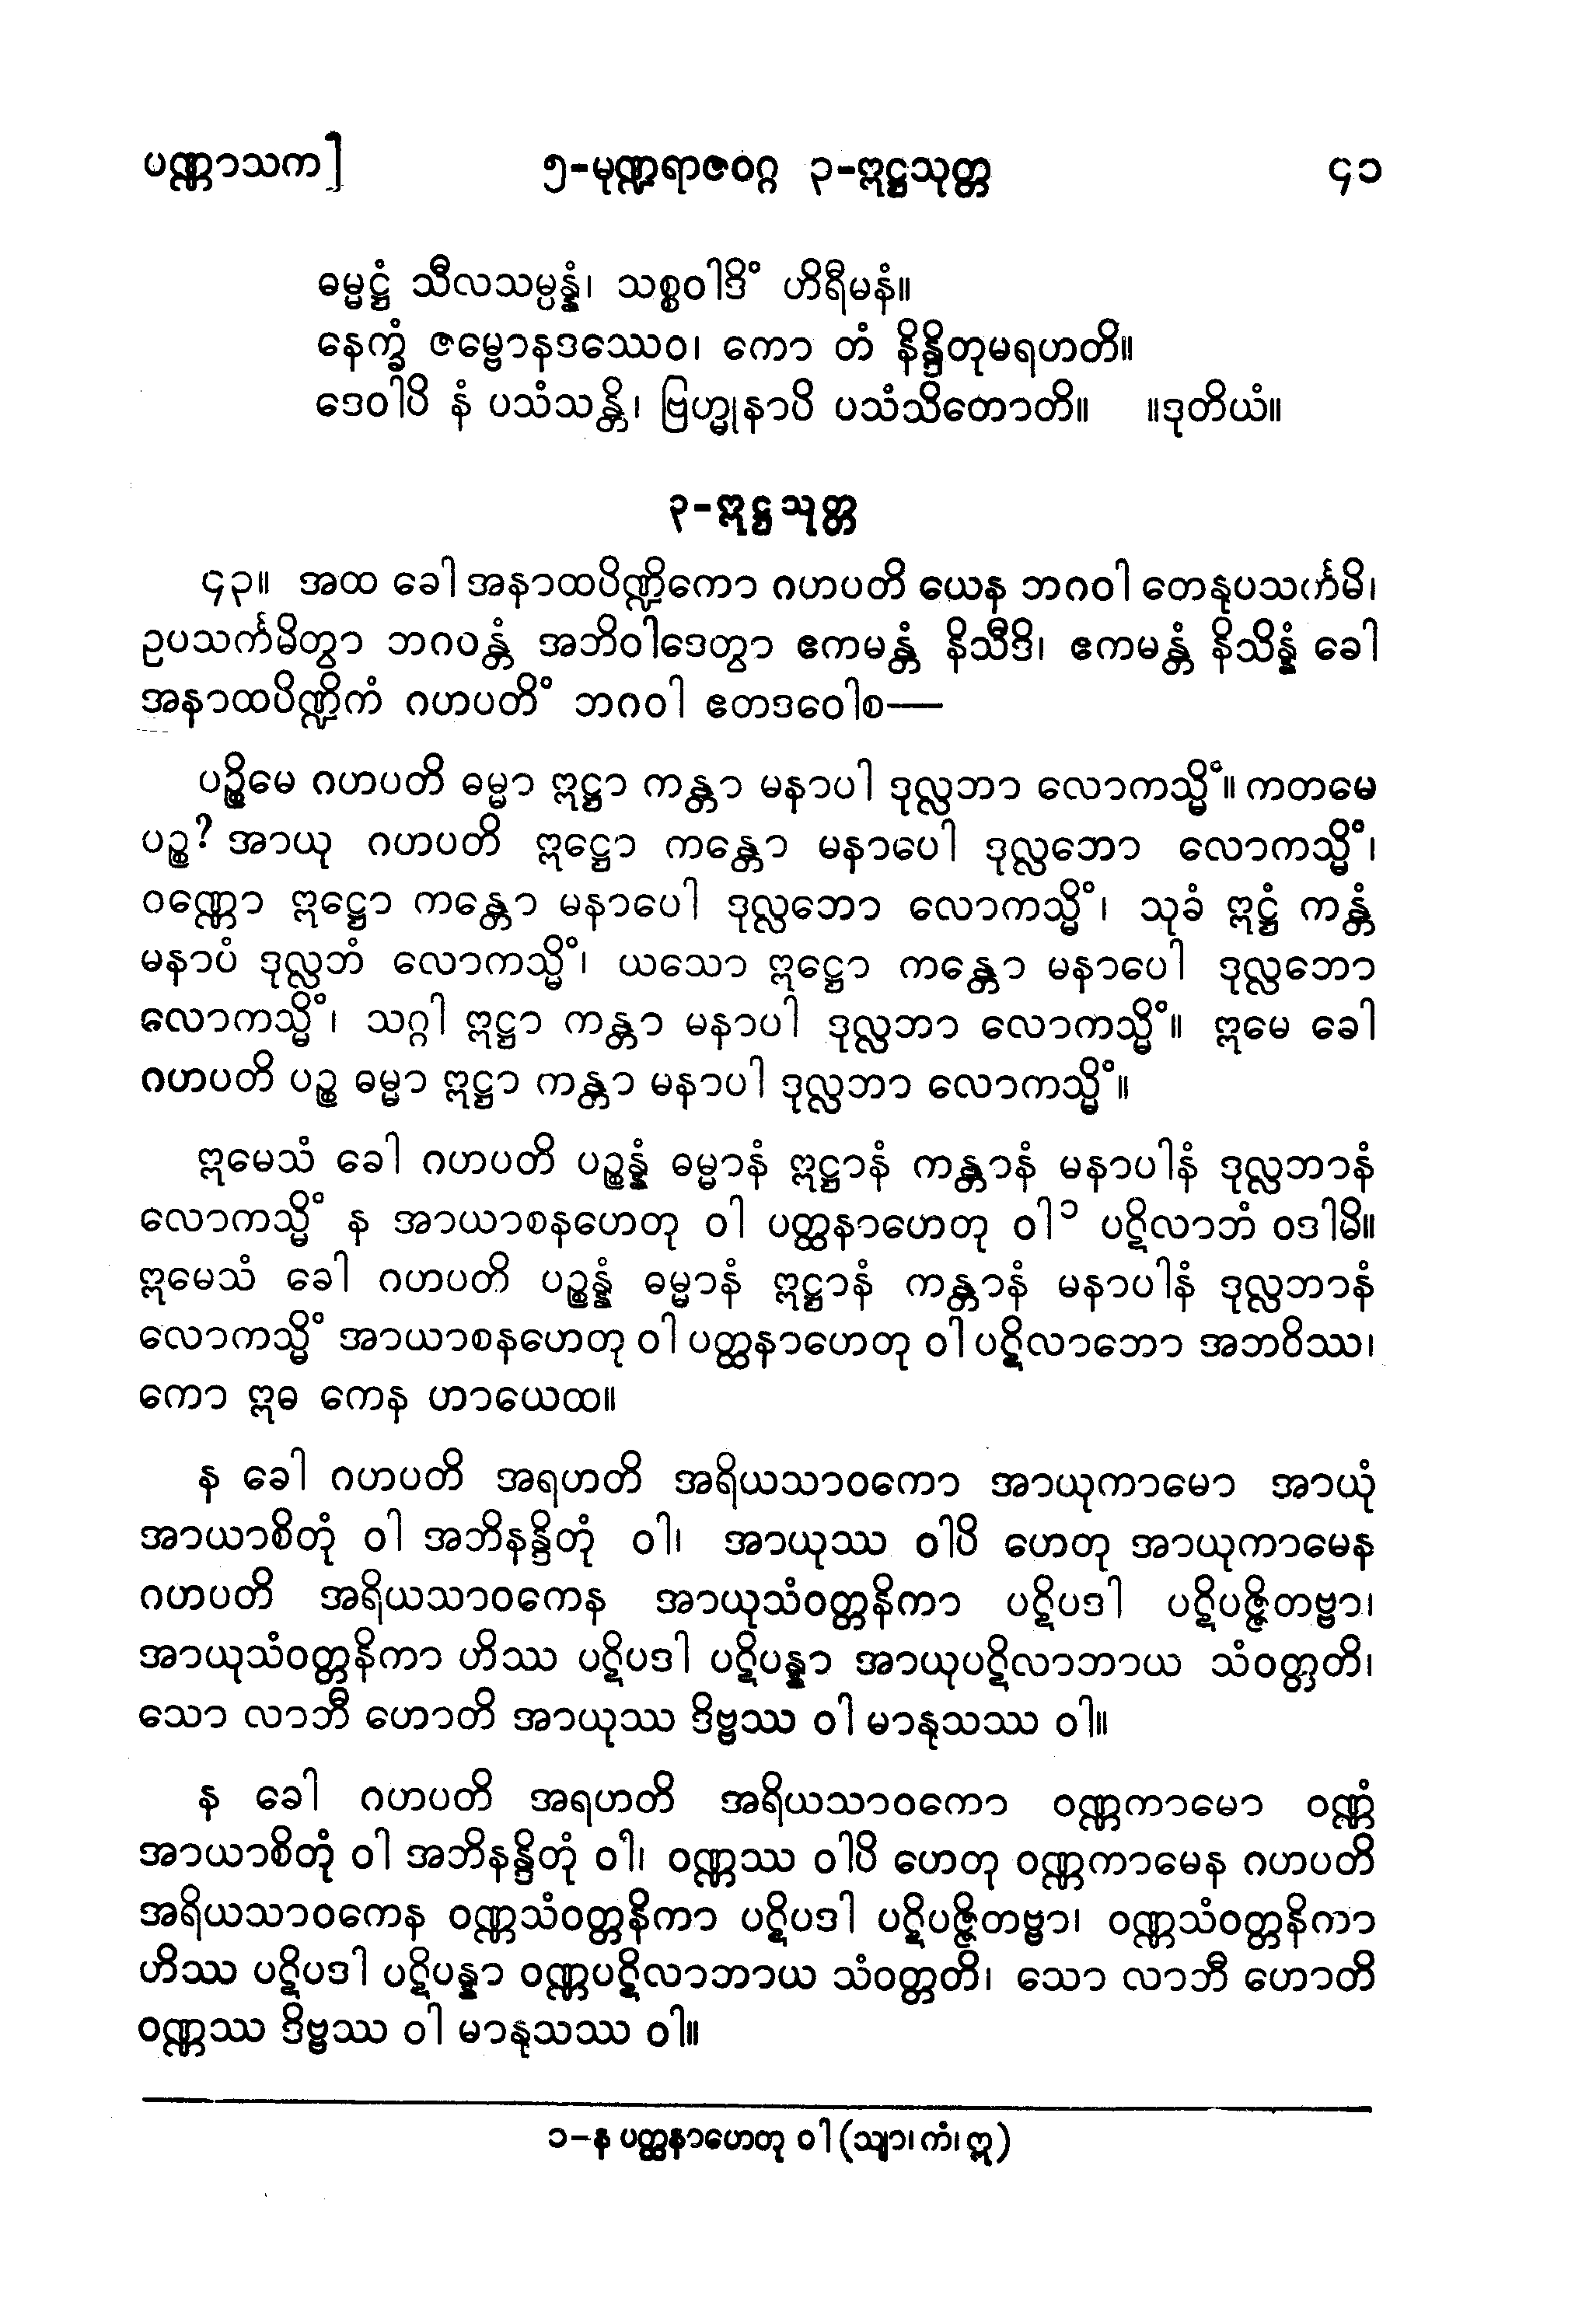 ပဏ္ဏာသက] ၅-မုဏ္ဍရာဇဝဂ္ဂ ၃-ဣဋ္ဌသုတ္တ ၄၁
ဓမ္မဋ္ဌံ သီလသမ္ပန္နံ၊ သစ္စဝါဒိံ ဟိရီမနံ။
နေက္ခံ ဇမ္ဗောနဒဿေဝ၊ ကော တံ နိန္ဒိတုမရဟတိ။
ဒေဝါပိ နံ ပသံသန္တိ၊ ဗြဟ္မုနာပိ ပသံသိတောတိ။ ။ဒုတိယံ။
၃-ဣဋ္ဌသုတ္တ
၄၃။ အထ ခေါ အနာထပိဏ္ဍိကော ဂဟပတိ ယေန ဘဂဝါ တေနုပသင်္ကမိ၊
ဥပသင်္ကမိတွာ ဘဂဝန္တံ အဘိဝါဒေတွာ ဧကမန္တံ နိသီဒိ၊ ဧကမန္တံ နိသိန္နံ ခေါ
အနာထပိဏ္ဍိကံ ဂဟပတိံ ဘဂဝါ ဧတဒဝေါစ—
ပဉ္စိမေ ဂဟပတိ ဓမ္မာ ဣဋ္ဌာ ကန္တာ မနာပါ ဒုလ္လဘာ လောကသ္မိံ။ ကတမေ
ပဉ္စ? အာယု ဂဟပတိ ဣဋ္ဌော ကန္တော မနာပေါ ဒုလ္လဘော လောကသ္မိံ၊
ဝဏ္ဏော ဣဋ္ဌော ကန္တော မနာပေါ ဒုလ္လဘော လောကသ္မိံ၊ သုခံ ဣဋ္ဌံ ကန္တံ
မနာပံ ဒုလ္လဘံ လောကသ္မိံ၊ ယသော ဣဋ္ဌော ကန္တော မနာပေါ ဒုလ္လဘော
လောကသ္မိံ၊ သဂ္ဂါ ဣဋ္ဌာ ကန္တာ မနာပါ ဒုလ္လဘာ လောကသ္မိံ။ ဣမေ ခေါ
ဂဟပတိ ပဉ္စ ဓမ္မာ ဣဋ္ဌာ ကန္တာ မနာပါ ဒုလ္လဘာ လောကသ္မိံ။
ဣမေသံ ခေါ ဂဟပတိ ပဉ္စန္နံ ဓမ္မာနံ ဣဋ္ဌာနံ ကန္တာနံ မနာပါနံ ဒုလ္လဘာနံ
လောကသ္မိံ န အာယာစနဟေတု ဝါ ပတ္ထနာဟေတု ဝါ၁ ပဋိလာဘံ ဝဒါမိ။
ဣမေသံ ခေါ ဂဟပတိ ပဉ္စန္နံ ဓမ္မာနံ ဣဋ္ဌာနံ ကန္တာနံ မနာပါနံ ဒုလ္လဘာနံ
လောကသ္မိံ အာယာစနဟေတု ဝါ ပတ္ထနာဟေတု ဝါ ပဋိလာဘော အဘဝိဿ၊
ကော ဣဓ ကေန ဟာယေထ။
န ခေါ ဂဟပတိ အရဟတိ အရိယသာဝကော အာယုကာမော အာယုံ
အာယာစိတုံ ဝါ အဘိနန္ဒိတုံ ဝါ၊ အာယုဿ ဝါပိ ဟေတု အာယုကာမေန
ဂဟပတိ အရိယသာဝကေန အာယုသံဝတ္တနိကာ ပဋိပဒါ ပဋိပဇ္ဇိတဗ္ဗာ၊
အာယုသံဝတ္တနိကာ ဟိဿ ပဋိပဒါ ပဋိပန္နာ အာယုပဋိလာဘာယ သံဝတ္တတိ၊
သော လာဘီ ဟောတိ အာယုဿ ဒိဗ္ဗဿ ဝါ မာနုသဿ ဝါ။
န ခေါ ဂဟပတိ အရဟတိ အရိယသာဝကော ဝဏ္ဏကာမော ဝဏ္ဏံ
အာယာစိတုံ ဝါ အဘိနန္ဒိတုံ ဝါ၊ ဝဏ္ဏဿ ဝါပိ ဟေတု ဝဏ္ဏကာမေန ဂဟပတိ
အရိယသာဝကေန ဝဏ္ဏသံဝတ္တနိကာ ပဋိပဒါ ပဋိပဇ္ဇိတဗ္ဗာ၊ ဝဏ္ဏသံဝတ္တနိကာ
ဟိဿ ပဋိပဒါ ပဋိပန္နာ ဝဏ္ဏပဋိလာဘာယ သံဝတ္တတိ၊ သော လာဘီ ဟောတိ
ဝဏ္ဏဿ ဒိဗ္ဗဿ ဝါ မာနုသဿ ဝါ။
၁-န ပတ္ထနာဟေတု ဝါ (သျာ၊ ကံ၊ ဣ)